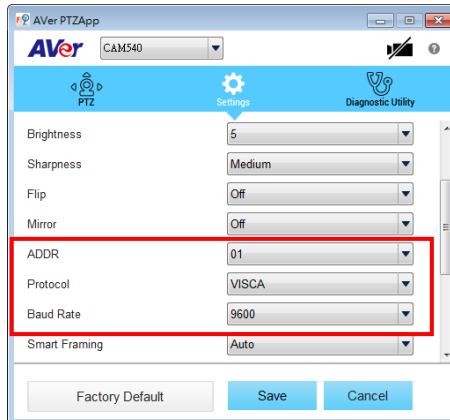 AVer PTZApp
AVer CAM540
PTZ Settings Diagnostic Utility
Brightness 5
Sharpness Medium
Flip Off
Mirror Off
ADDR 01
Protocol VISCA
Baud Rate 9600
Smart Framing Auto
Factory Default Save Cancel